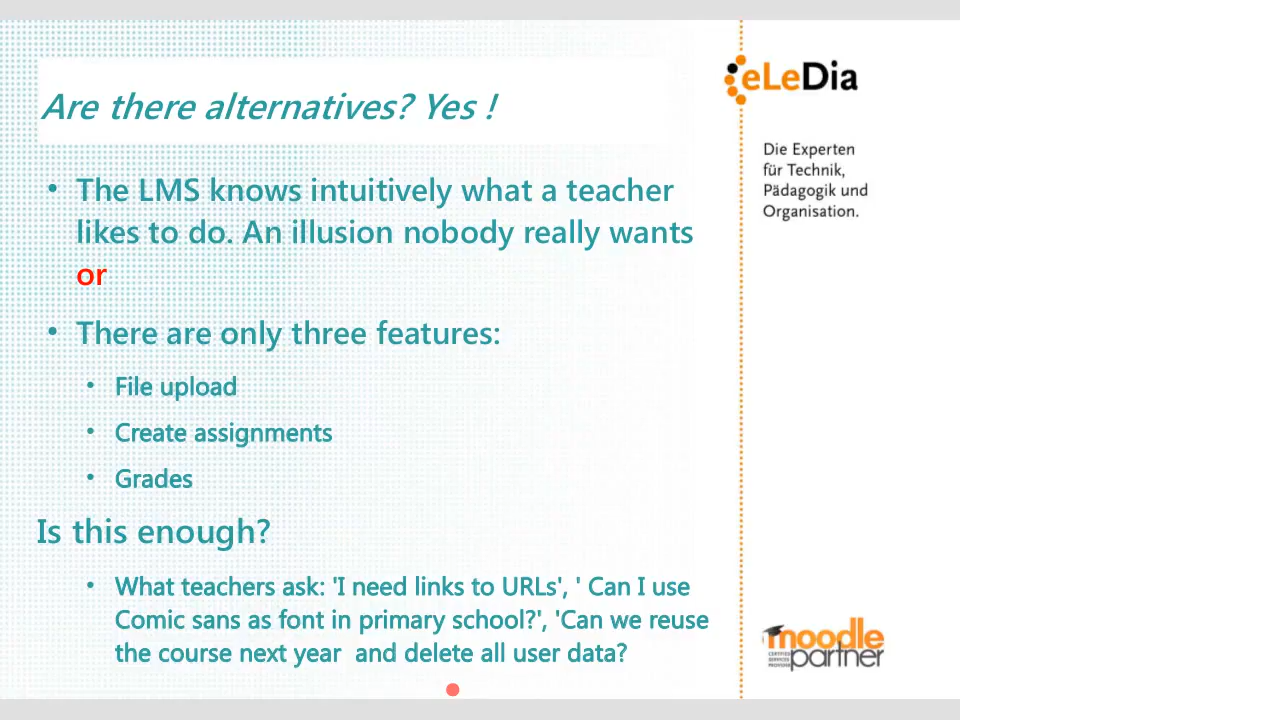 Are there alternatives? Yes !
• The LMS knows intuitively what a teacher
likes to do. An illusion nobody really wants
or
• There are only three features:
• File upload
• Create assignments
• Grades
Is this enough?
• What teachers ask: 'I need links to URLs', ' Can I use
Comic sans as font in primary school?', 'Can we reuse
the course next year  and delete all user data?
eLeDia
Die Experten
für Technik,
Pädagogik und
Organisation.
moodle
CERTIFIED
SERVICES
PROVIDER
partner